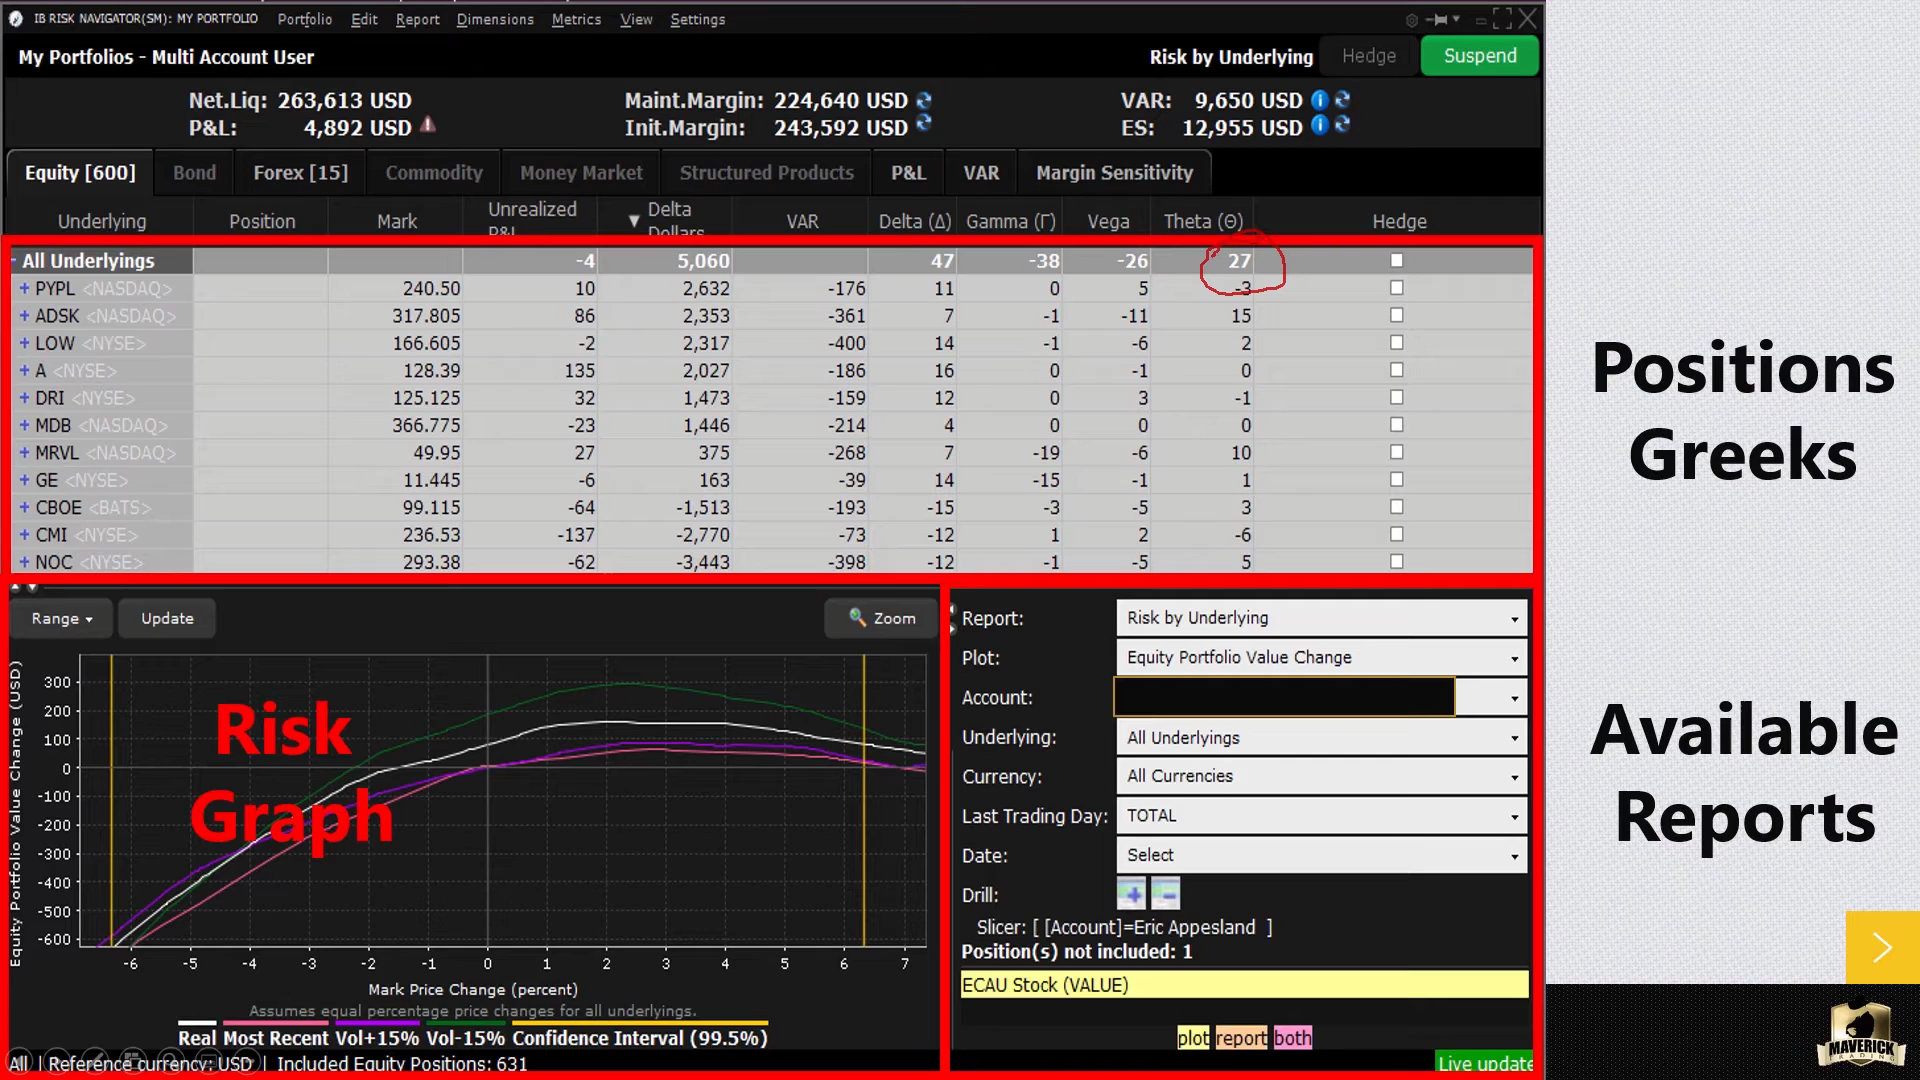 IB RISK NAVIGATOR(SM): MY PORTFOLIO Portfolio Edit Report Dimensions Metrics View Settings
My Portfolios - Multi Account User Risk by Underlying Hedge Suspend
Net.Liq: 263,613 USD Maint.Margin: 224,640 USD VAR: 9,650 USD
P&L: 4,892 USD Init.Margin: 243,592 USD ES: 12,955 USD
Equity [600] Bond Forex [15] Commodity Money Market Structured Products P&L VAR Margin Sensitivity
Underlying Position Mark Unrealized P&L Delta Dollars VAR Delta (Δ) Gamma (Γ) Vega Theta (Θ) Hedge
- All Underlyings -4 5,060 47 -38 -26 27
+ PYPL <NASDAQ> 240.50 10 2,632 -176 11 0 5 -3
+ ADSK <NASDAQ> 317.805 86 2,353 -361 7 -1 -11 15
+ LOW <NYSE> 166.605 -2 2,317 -400 14 -1 -6 2
+ A <NYSE> 128.39 135 2,027 -186 16 0 -1 0
+ DRI <NYSE> 125.125 32 1,473 -159 12 0 3 -1
+ MDB <NASDAQ> 366.775 -23 1,446 -214 4 0 0 0
+ MRVL <NASDAQ> 49.95 27 375 -268 7 -19 -6 10
+ GE <NYSE> 11.445 -6 163 -39 14 -15 -1 1
+ CBOE <BATS> 99.115 -64 -1,513 -193 -15 -3 -5 3
+ CMI <NYSE> 236.53 -137 -2,770 -73 -12 1 2 -6
+ NOC <NYSE> 293.38 -62 -3,443 -398 -12 -1 -5 5
Positions
Greeks
Range Update Zoom
Equity Portfolio Value Change (USD)
300
200
100
0
-100
-200
-300
-400
-500
-600
Risk
Graph
-6 -5 -4 -3 -2 -1 0 1 2 3 4 5 6 7
Mark Price Change (percent)
Assumes equal percentage price changes for all underlyings.
Real Most Recent Vol+15% Vol-15% Confidence Interval (99.5%)
All | Reference currency: USD | Included Equity Positions: 631
Report: Risk by Underlying
Plot: Equity Portfolio Value Change
Account:
Underlying: All Underlyings
Currency: All Currencies
Last Trading Day: TOTAL
Date: Select
Drill:
Slicer: [ [Account]=Eric Appesland ]
Position(s) not included: 1
ECAU Stock (VALUE)
plot report both
Live update
Available
Reports
MAVERICK
TRADING